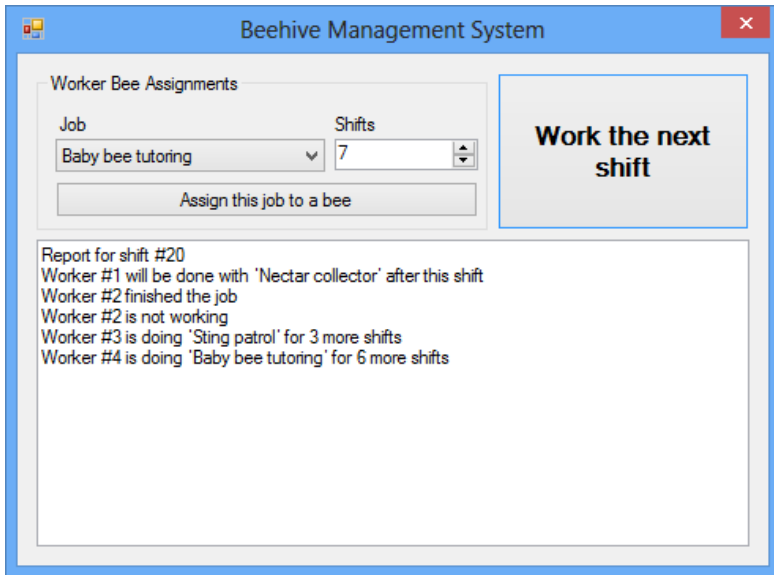 Beehive Management System
Worker Bee Assignments
Job Shifts
Baby bee tutoring 7
Assign this job to a bee
Work the next
shift
Report for shift #20
Worker #1 will be done with 'Nectar collector' after this shift
Worker #2 finished the job
Worker #2 is not working
Worker #3 is doing 'Sting patrol' for 3 more shifts
Worker #4 is doing 'Baby bee tutoring' for 6 more shifts